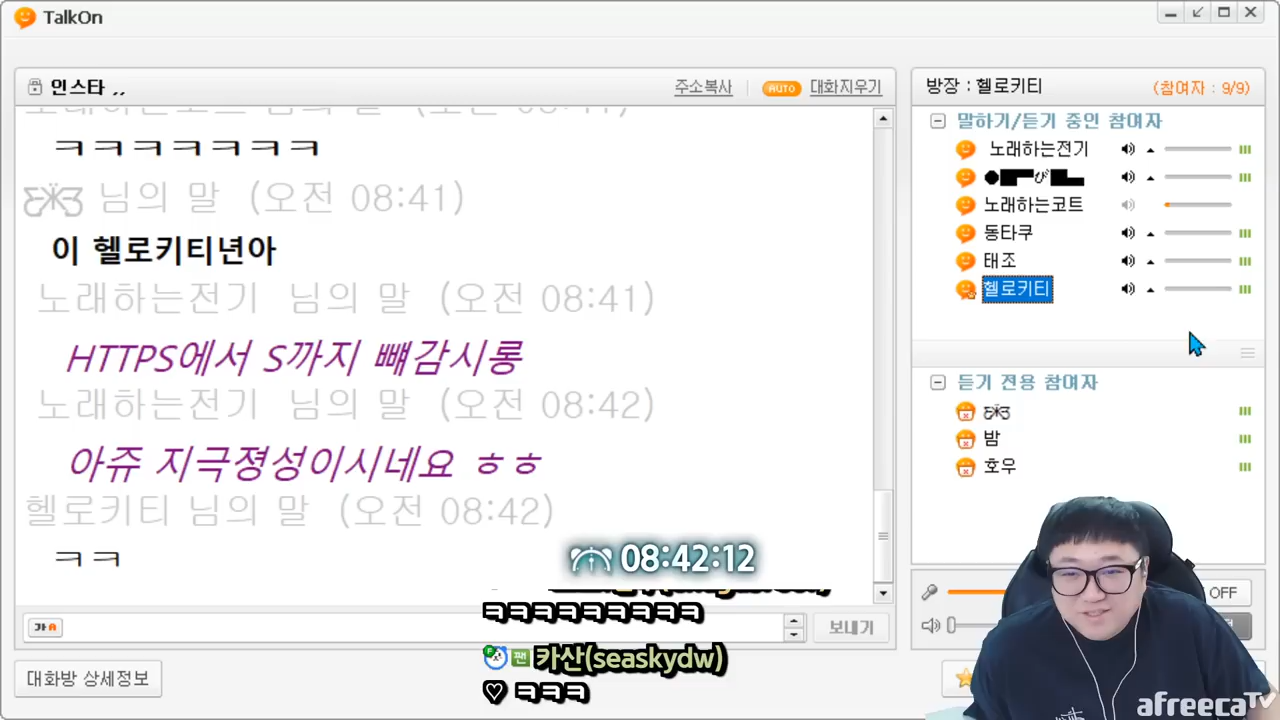 TalkOn
인스타 ,,
주소복사
AUTO 대화지우기
ㅋㅋㅋㅋㅋㅋㅋ
님의 말 (오전 08:41)
이 헬로키티년아
노래하는전기 님의 말 (오전 08:41)
HTTPS에서 S까지 뺴감시롱
노래하는전기 님의 말 (오전 08:42)
아쥬 지극졍성이시네요 ㅎㅎ
헬로키티 님의 말 (오전 08:42)
ㅋㅋ
08:42:12
ㅋㅋㅋㅋㅋㅋㅋㅋㅋ
F 팬 카산(seaskydw)
♡ ㅋㅋㅋ
가A
보내기
대화방 상세정보
방장 : 헬로키티
(참여자 : 9/9)
말하기/듣기 중인 참여자
노래하는전기
노래하는코트
동타쿠
태조
헬로키티
듣기 전용 참여자
밤
호우
OFF
afreecaTV